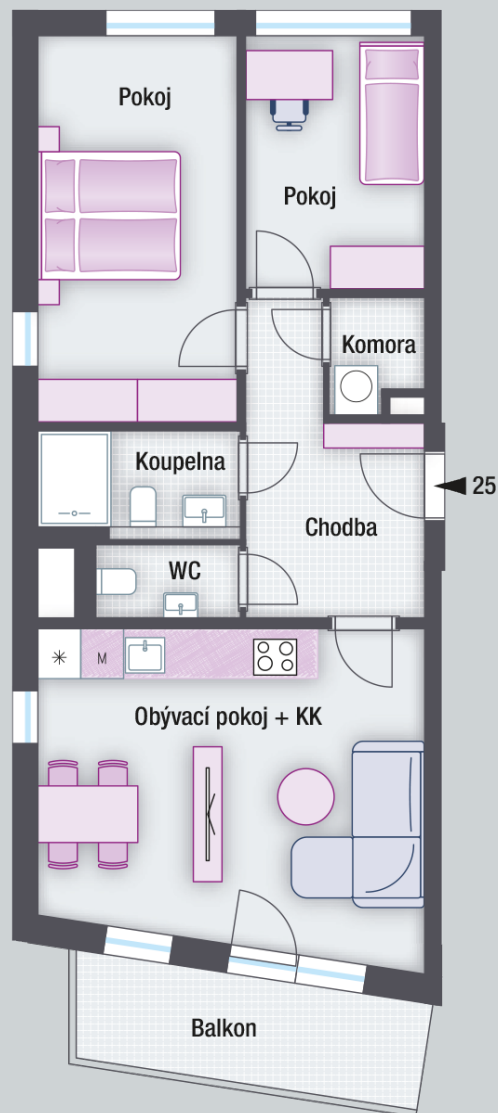 Pokoj
Pokoj
Komora
Koupelna
25
Chodba
WC
M
Obývací pokoj + KK
Balkon